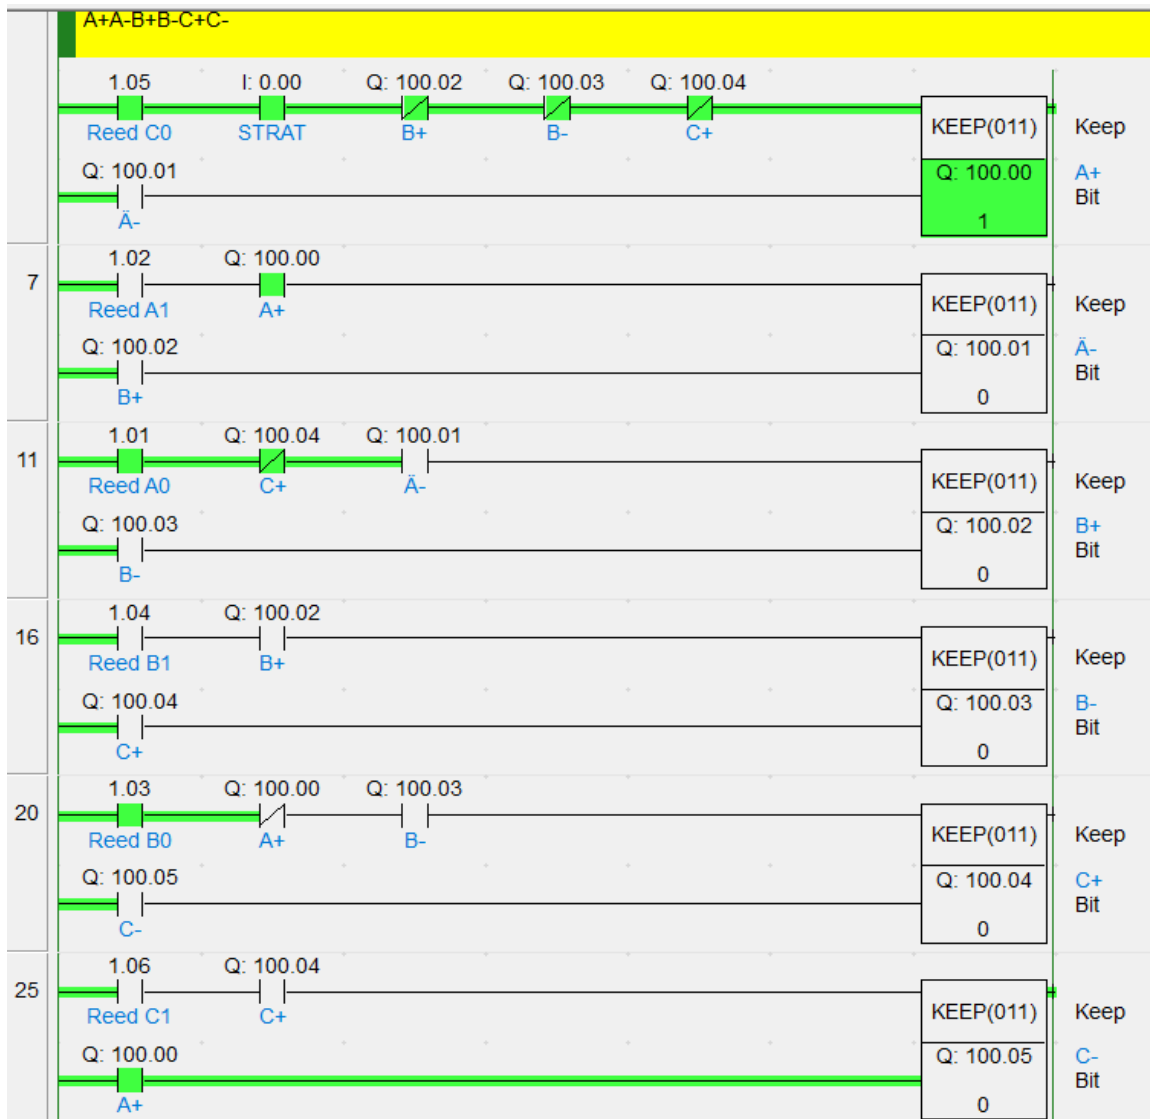 A+A-B+B-C+C-
1.05 I: 0.00 Q: 100.02 Q: 100.03 Q: 100.04
Reed C0 STRAT B+ B- C+ KEEP(011) Keep
Q: 100.01 Q: 100.00 A+
Bit
Ä- 1
1.02 Q: 100.00
7
Reed A1 A+ KEEP(011) Keep
Q: 100.02 Q: 100.01 Ä-
Bit
B+ 0
1.01 Q: 100.04 Q: 100.01
11
Reed A0 C+ Ä- KEEP(011) Keep
Q: 100.03 Q: 100.02 B+
Bit
B- 0
1.04 Q: 100.02
16
Reed B1 B+ KEEP(011) Keep
Q: 100.04 Q: 100.03 B-
Bit
C+ 0
1.03 Q: 100.00 Q: 100.03
20
Reed B0 A+ B- KEEP(011) Keep
Q: 100.05 Q: 100.04 C+
Bit
C- 0
1.06 Q: 100.04
25
Reed C1 C+ KEEP(011) Keep
Q: 100.00 Q: 100.05 C-
Bit
A+ 0